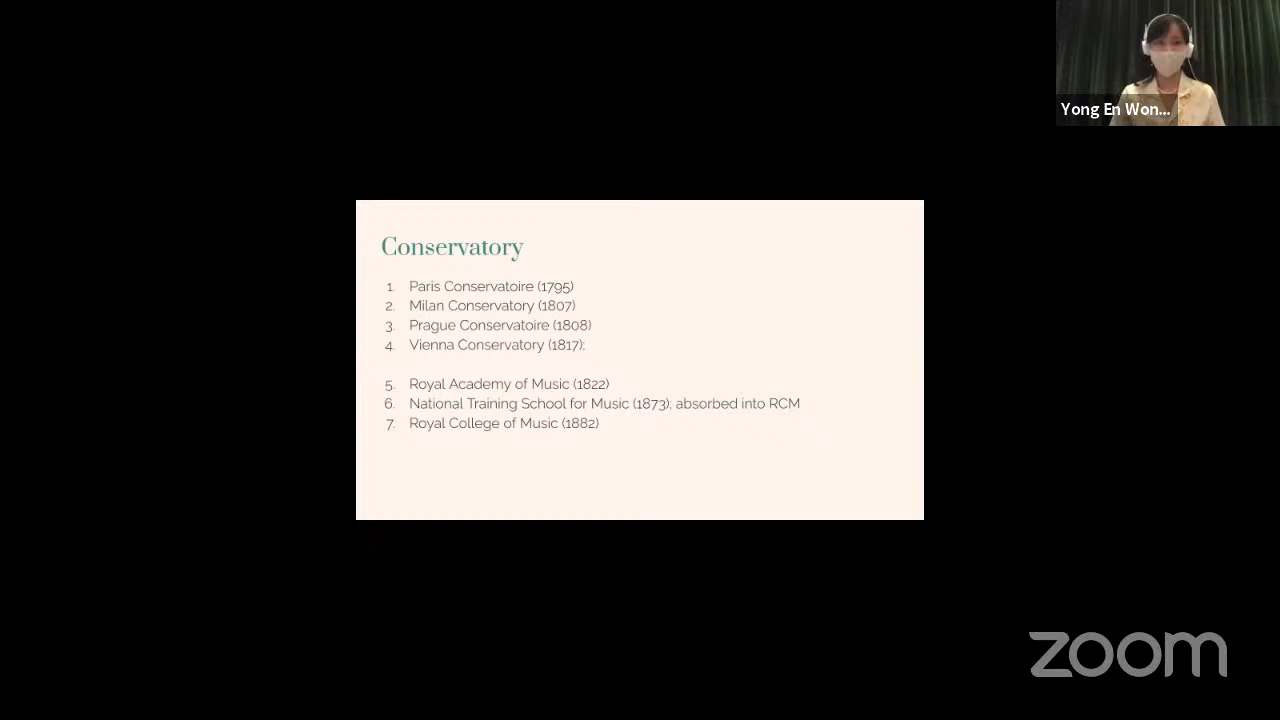 Yong En Won...
Conservatory
1. Paris Conservatoire (1795)
2. Milan Conservatory (1807)
3. Prague Conservatoire (1808)
4. Vienna Conservatory (1817);
5. Royal Academy of Music (1822)
6. National Training School for Music (1873); absorbed into RCM
7. Royal College of Music (1882)
zoom